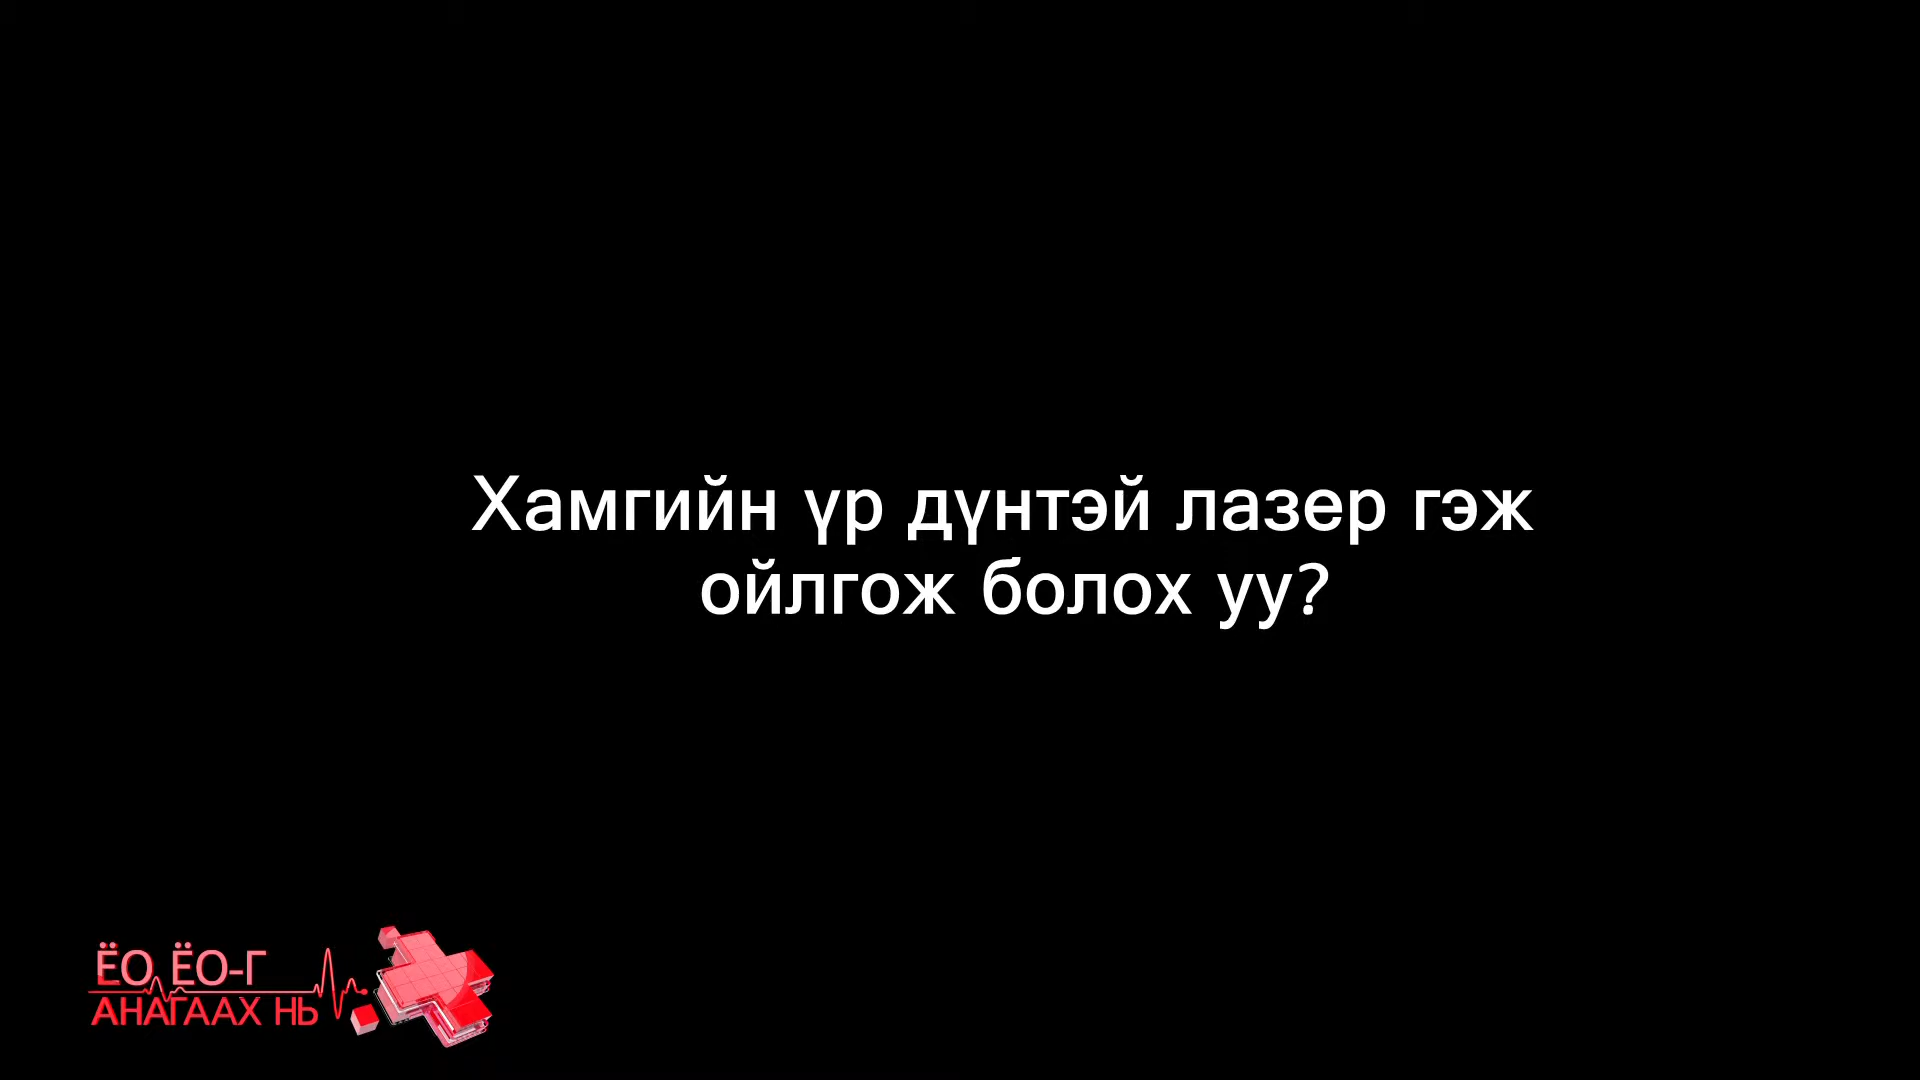 Хамгийн үр дүнтэй лазер гэж
ойлгож болох уу?
ЁО, ЁО-Г
АНАГААХ НЬ